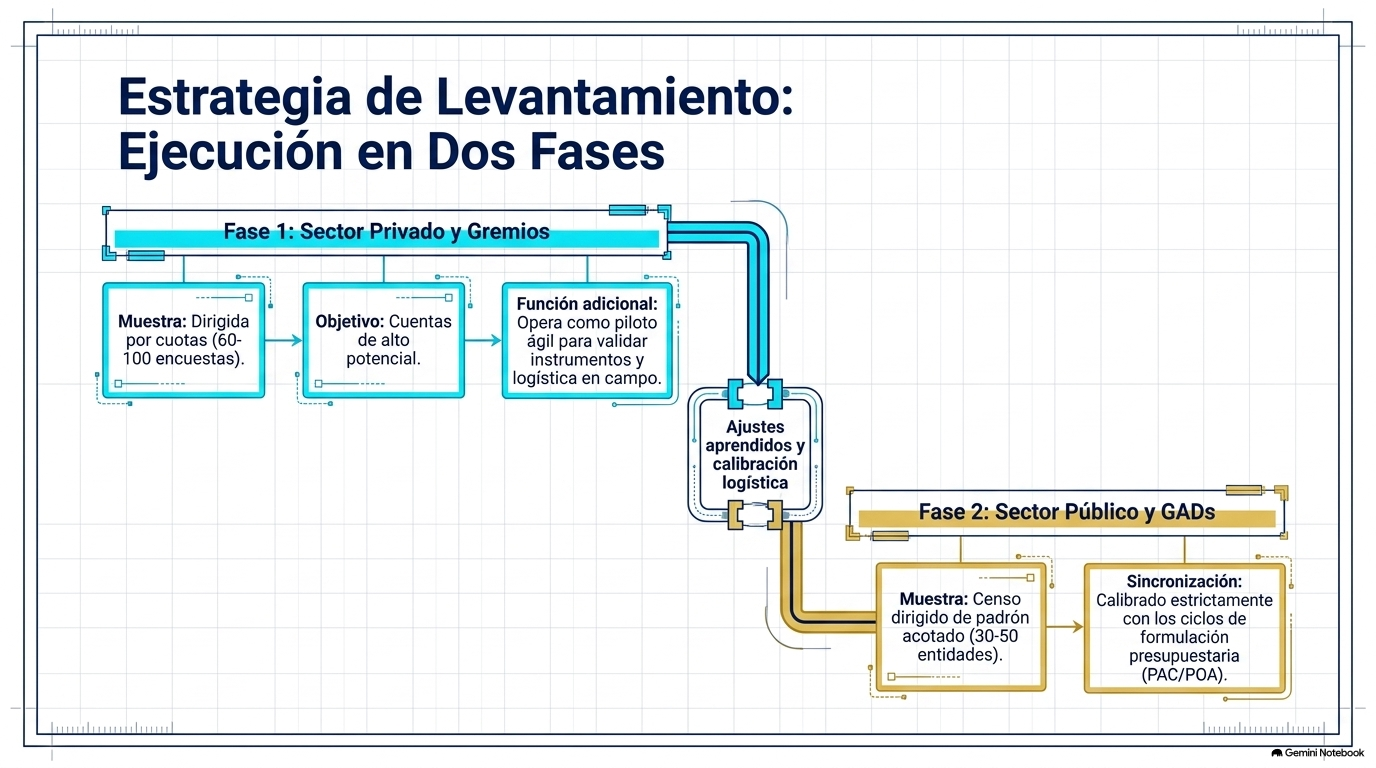 Estrategia de Levantamiento:
Ejecución en Dos Fases
Fase 1: Sector Privado y Gremios
Muestra: Dirigida
por cuotas (60-
100 encuestas).
Objetivo: Cuentas
de alto
potencial.
Función adicional:
Opera como piloto
ágil para validar
instrumentos y
logística en campo.
Ajustes
aprendidos y
calibración
logística
Fase 2: Sector Público y GADs
Muestra: Censo
dirigido de padrón
acotado (30-50
entidades).
Sincronización:
Calibrado estrictamente
con los ciclos de
formulación
presupuestaria
(PAC/POA).
Gemini Notebook